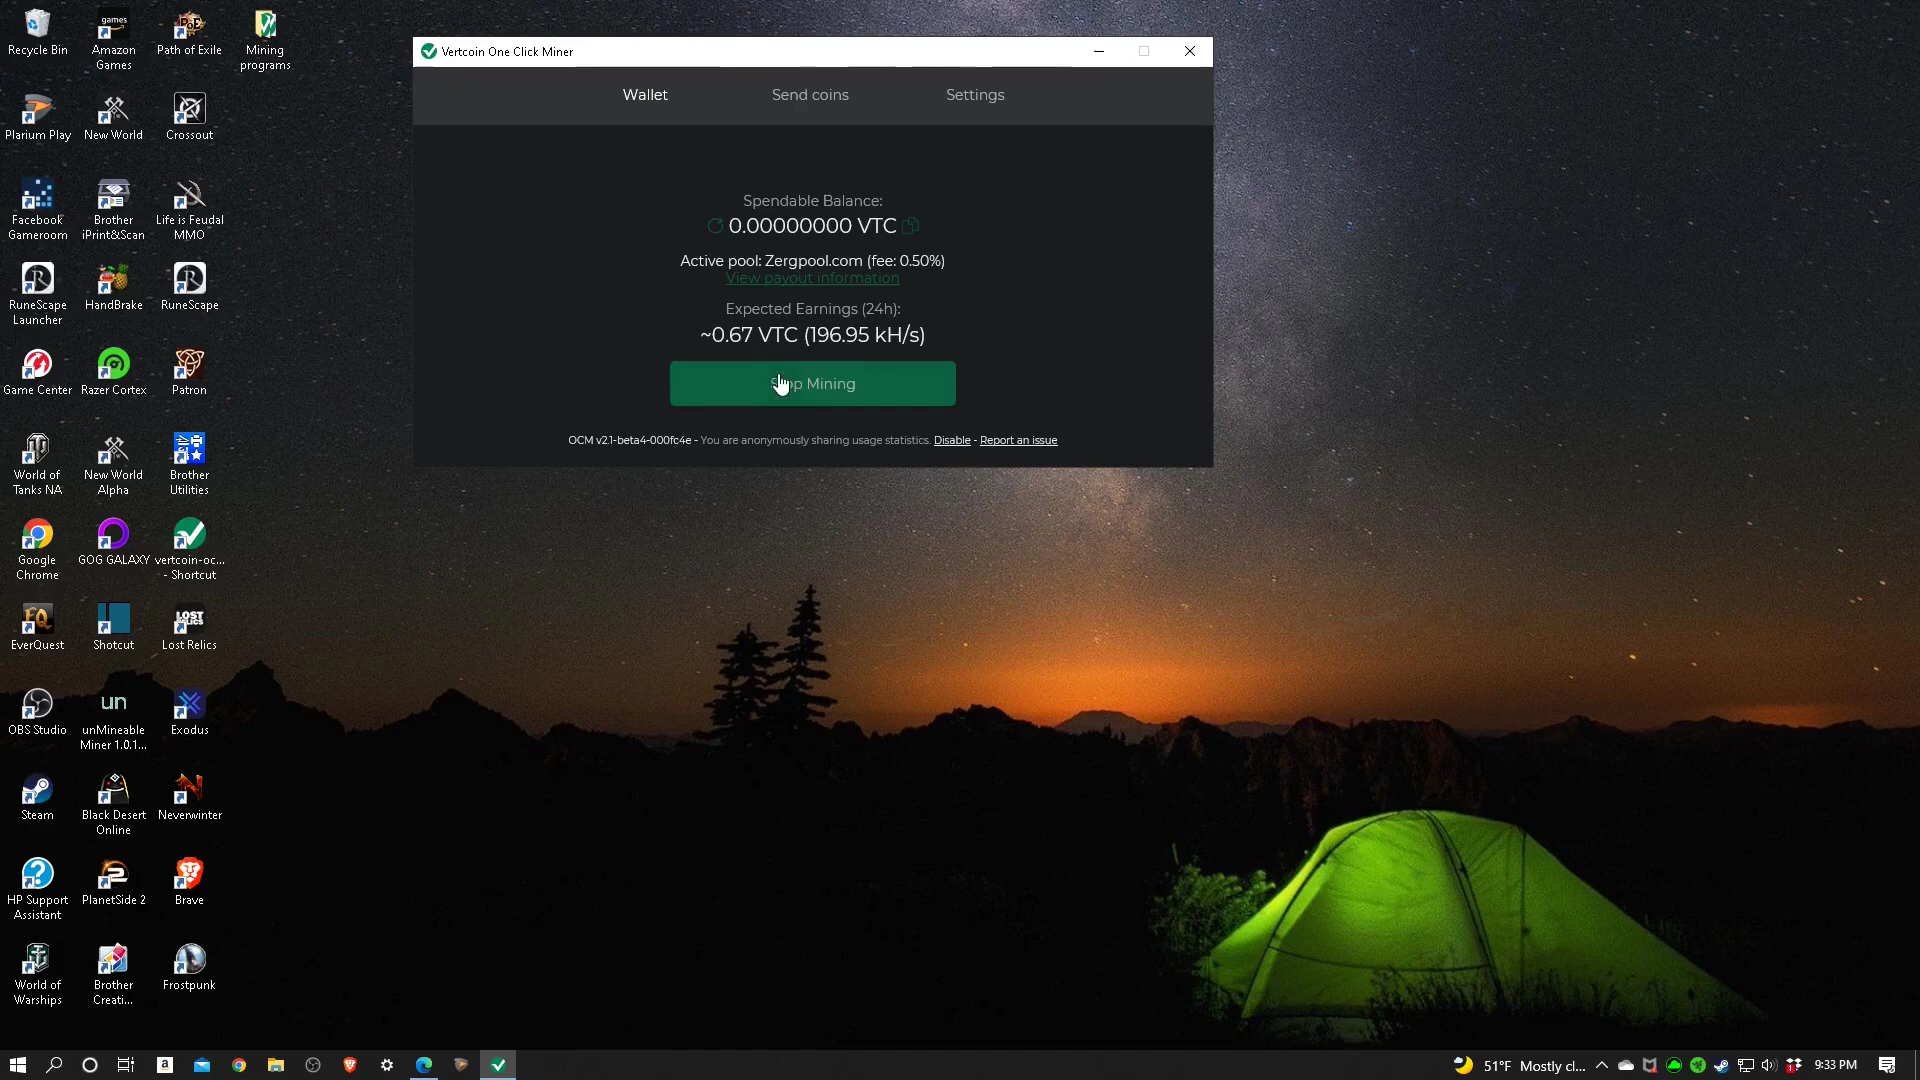 Recycle Bin
games
Amazon
Games
PoE
Path of Exile
Mining
programs
Plarium Play
New World
Crossout
Facebook
Gameroom
Brother
iPrint&Scan
Life is Feudal
MMO
RuneScape
Launcher
HandBrake
RuneScape
Game Center
Razer Cortex
Patron
World of
Tanks NA
New World
Alpha
Brother
Utilities
Google
Chrome
GOG GALAXY
vertcoin-oc...
- Shortcut
EQ
EverQuest
Shotcut
LOST
RELICS
Lost Relics
OBS Studio
un
unMineable
Miner 1.0.1...
Exodus
Steam
Black Desert
Online
Neverwinter
HP Support
Assistant
PlanetSide 2
Brave
World of
Warships
Brother
Creati...
Frostpunk
Vertcoin One Click Miner
Wallet
Send coins
Settings
Spendable Balance:
0.00000000 VTC
Active pool: Zergpool.com (fee: 0.50%)
View payout information
Expected Earnings (24h):
~0.67 VTC (196.95 kH/s)
Stop Mining
OCM v2.1-beta4-000fc4e - You are anonymously sharing usage statistics. Disable - Report an issue
51°F Mostly cl...
9:33 PM